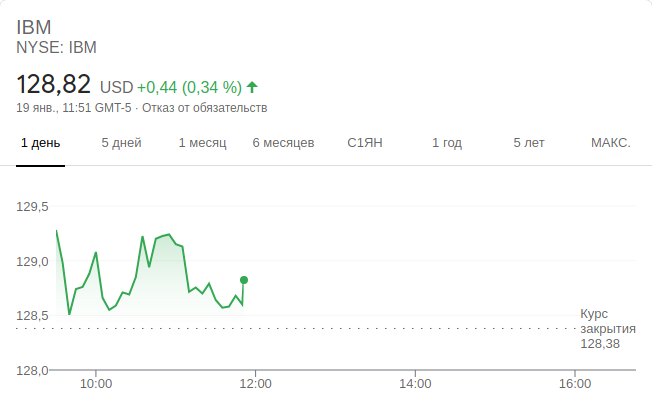 IBM
NYSE: IBM
128,82 USD +0,44 (0,34 %)
19 янв., 11:51 GMT-5 · Отказ от обязательств
1 день 5 дней 1 месяц 6 месяцев С1ЯН 1 год 5 лет МАКС.
129,5
129,0
128,5
Курс
закрытия
128,38
128,0
10:00 12:00 14:00 16:00